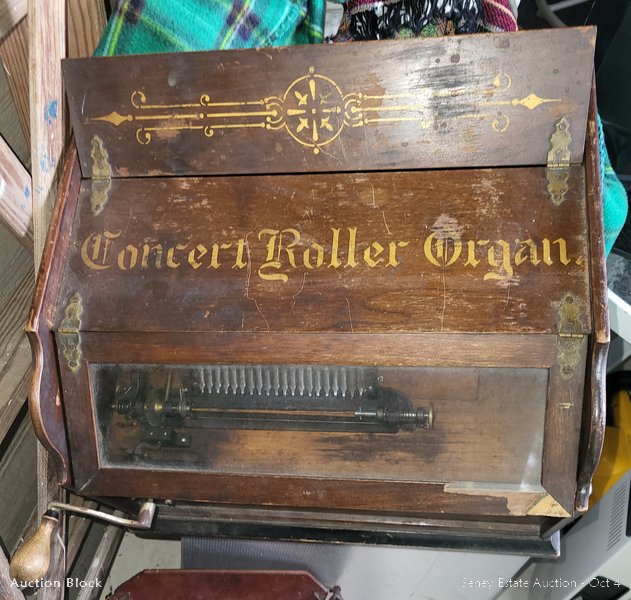 Concert Roller Organ.
Auction Block
Seney Estate Auction - Oct 4